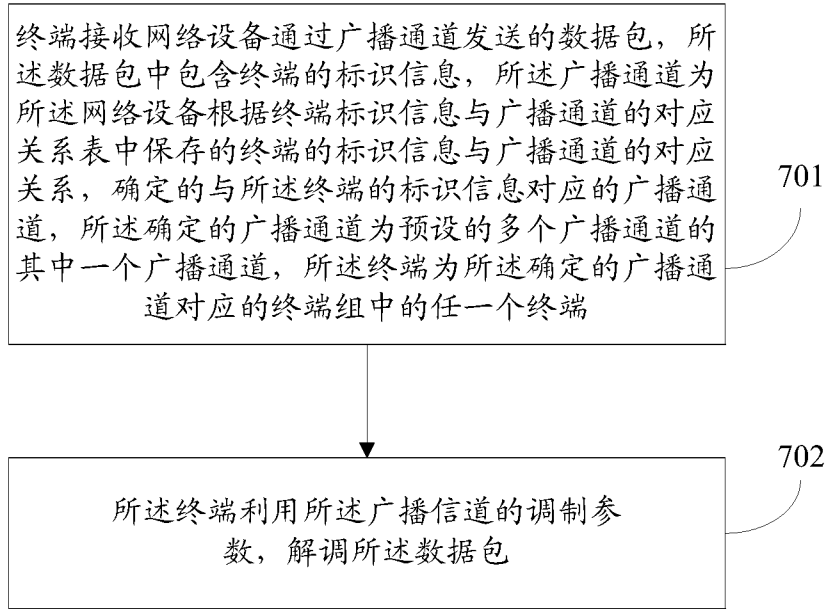 终端接收网络设备通过广播通道发送的数据包，所
述数据包中包含终端的标识信息，所述广播通道为
所述网络设备根据终端标识信息与广播通道的对应
关系表中保存的终端的标识信息与广播通道的对应
关系，确定的与所述终端的标识信息对应的广播通
道，所述确定的广播通道为预设的多个广播通道的
其中一个广播通道，所述终端为所述确定的广播通
道对应的终端组中的任一个终端
701
702
所述终端利用所述广播信道的调制参
数，解调所述数据包